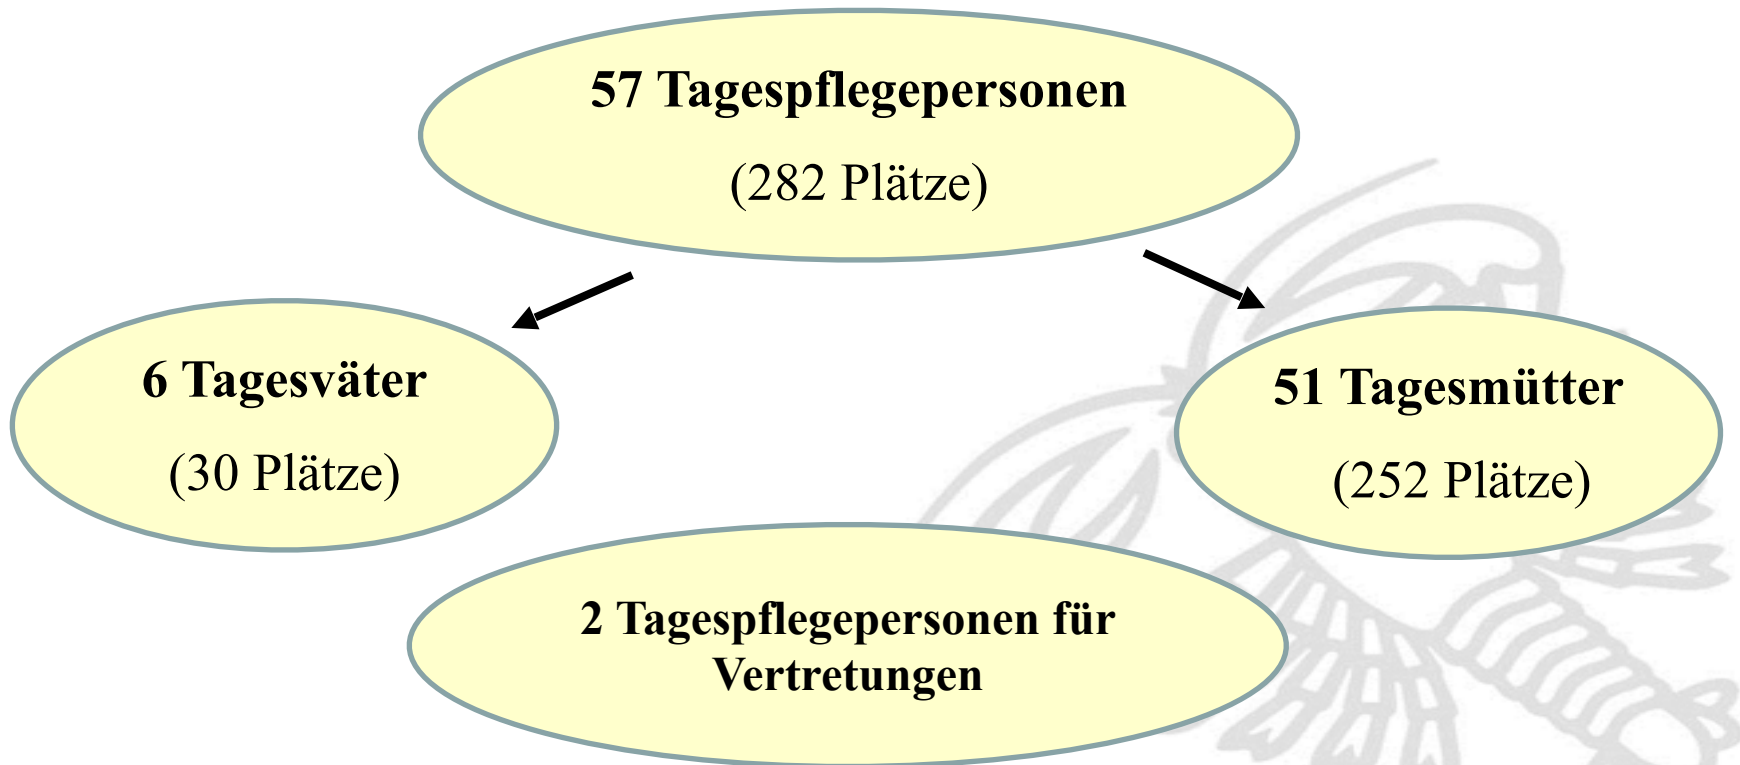 57 Tagespflegepersonen
(282 Plätze)
6 Tagesväter
(30 Plätze)
51 Tagesmütter
(252 Plätze)
2 Tagespflegepersonen für
Vertretungen